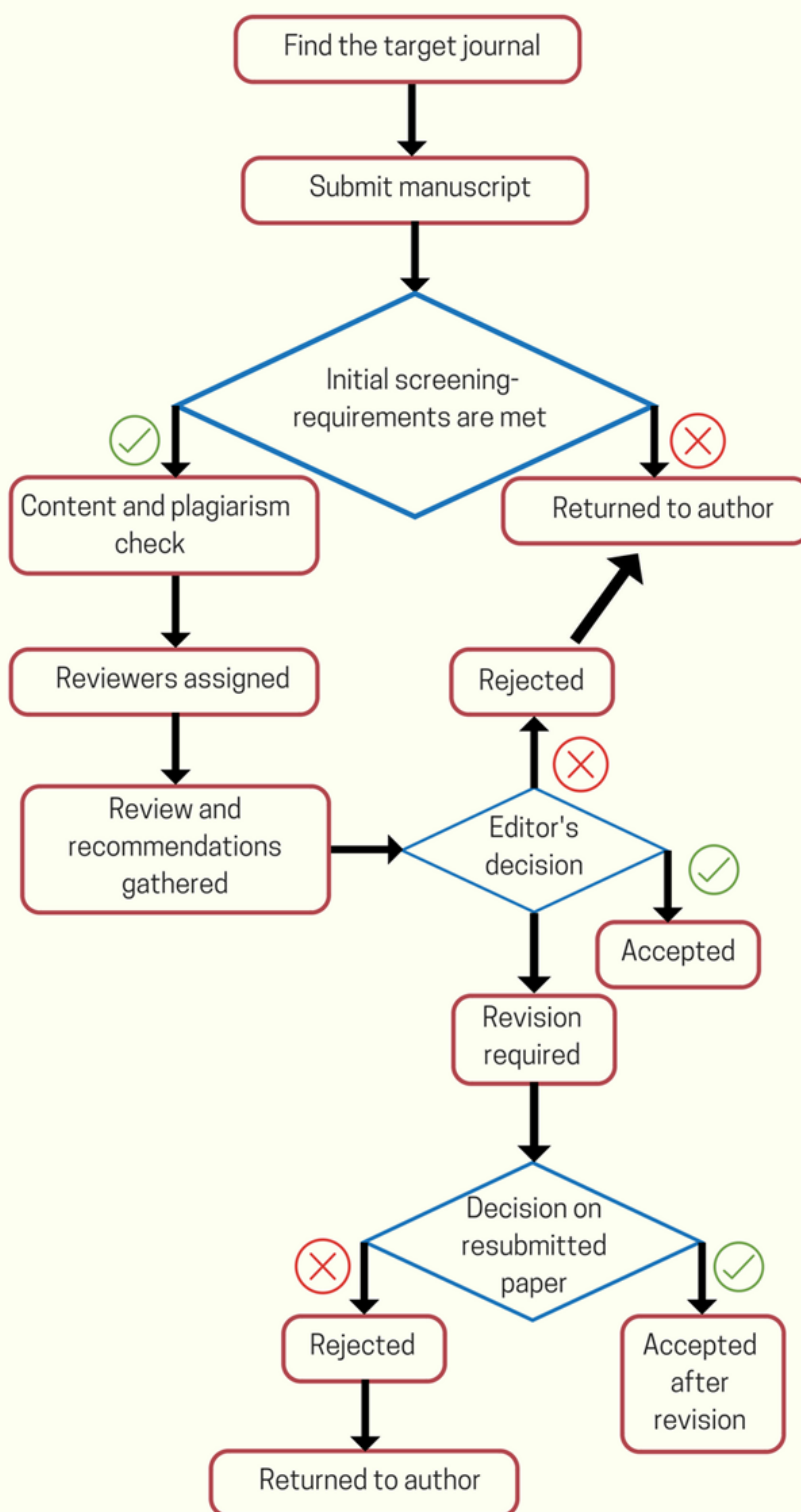 Find the target journal
Submit manuscript
Initial screening-
requirements are met
Content and plagiarism
check
Returned to author
Reviewers assigned
Rejected
Review and
recommendations
gathered
Editor's
decision
Accepted
Revision
required
Decision on
resubmitted
paper
Rejected
Accepted
after
revision
Returned to author